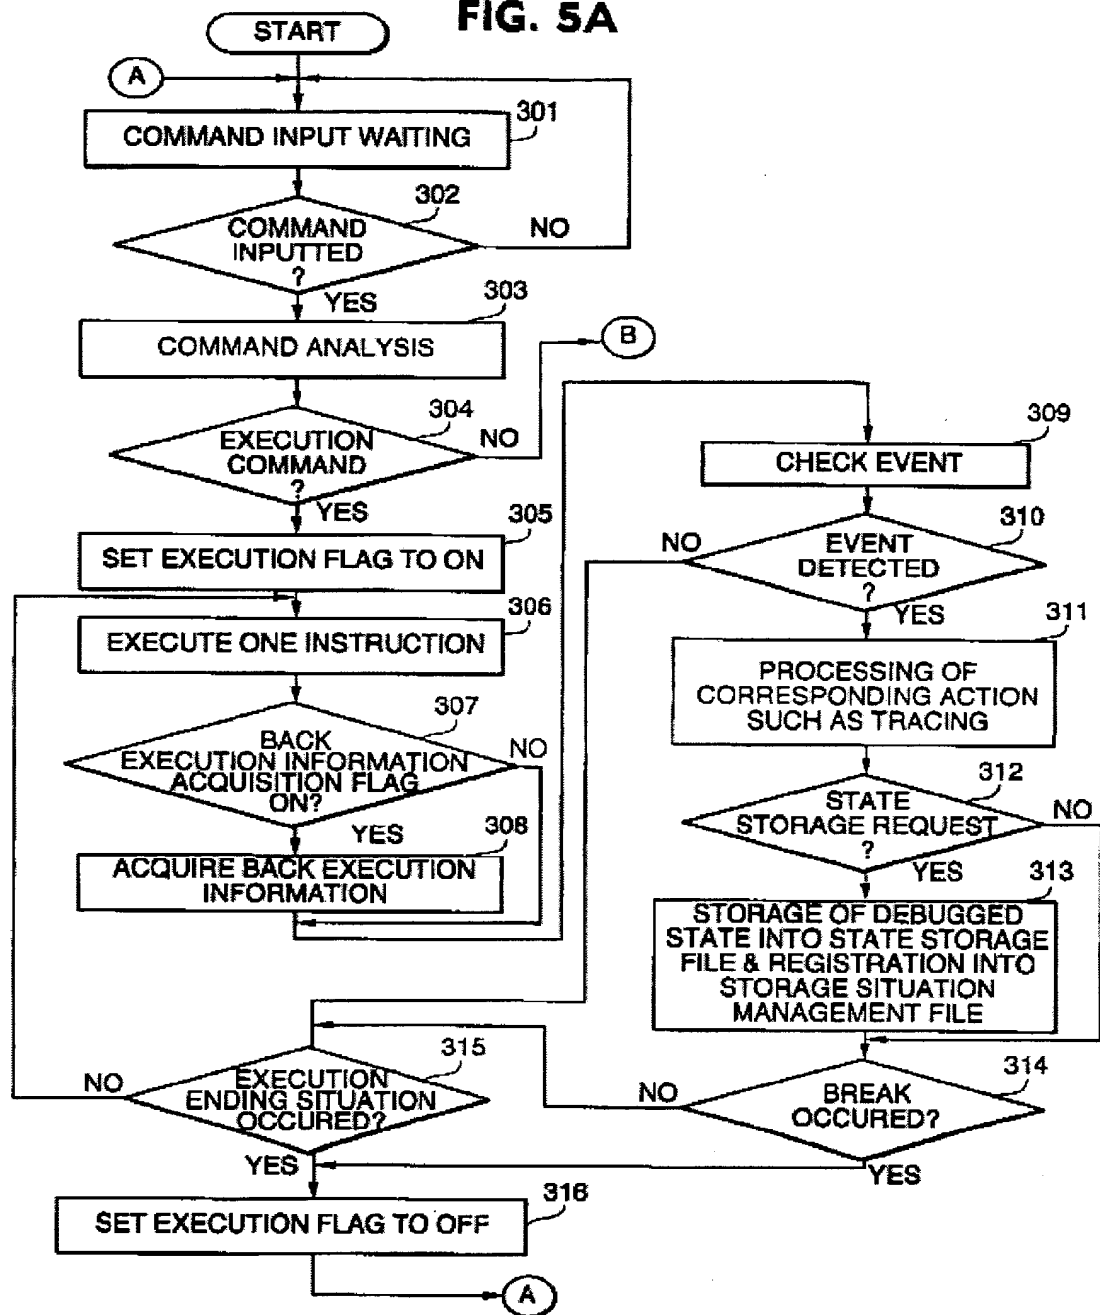 FIG. 5A
START
A
301
COMMAND INPUT WAITING
302
COMMAND
INPUTTED
?
NO
YES
303
COMMAND ANALYSIS
B
304
EXECUTION
COMMAND
?
NO
YES
305
SET EXECUTION FLAG TO ON
306
EXECUTE ONE INSTRUCTION
307
BACK
EXECUTION INFORMATION
ACQUISITION FLAG
ON?
NO
YES
308
ACQUIRE BACK EXECUTION
INFORMATION
309
CHECK EVENT
310
EVENT
DETECTED
?
NO
YES
311
PROCESSING OF
CORRESPONDING ACTION
SUCH AS TRACING
312
STATE
STORAGE REQUEST
?
NO
YES
313
STORAGE OF DEBUGGED
STATE INTO STATE STORAGE
FILE & REGISTRATION INTO
STORAGE SITUATION
MANAGEMENT FILE
314
BREAK
OCCURED?
NO
YES
315
EXECUTION
ENDING SITUATION
OCCURED?
NO
YES
316
SET EXECUTION FLAG TO OFF
A